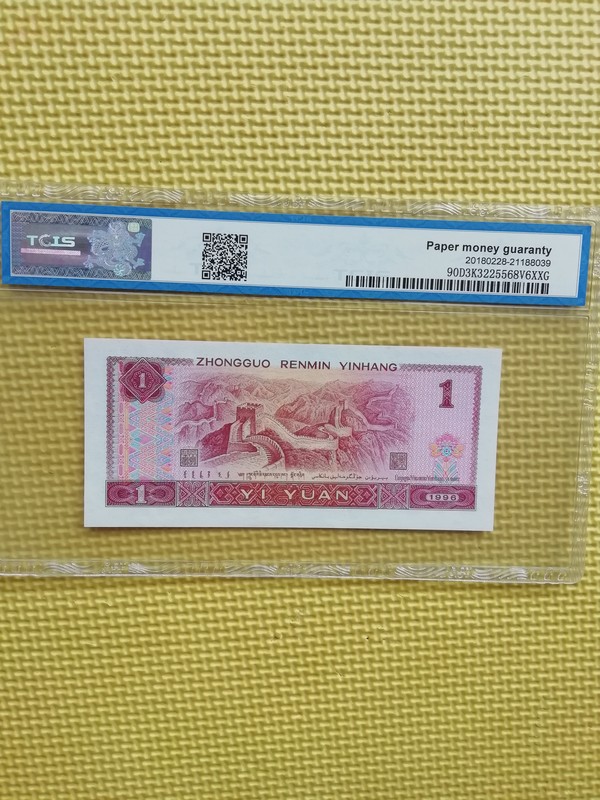 TCIS
Paper money guaranty
20180228-21188039
90D3K3225568V6XXG
ZHONGGUO RENMIN YINHANG
1
1
1
YI YUAN
1996